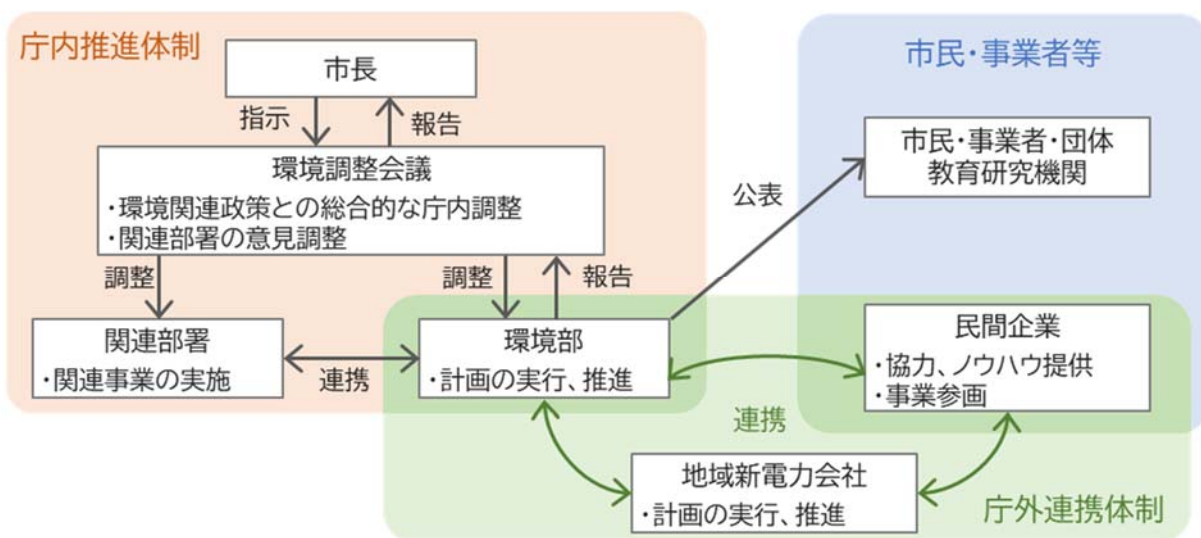 庁内推進体制
市長
指示
報告
環境調整会議
・環境関連政策との総合的な庁内調整
・関連部署の意見調整
調整
調整
報告
関連部署
・関連事業の実施
連携
環境部
・計画の実行、推進
公表
市民・事業者等
市民・事業者・団体
教育研究機関
民間企業
・協力、ノウハウ提供
・事業参画
連携
地域新電力会社
・計画の実行、推進
庁外連携体制